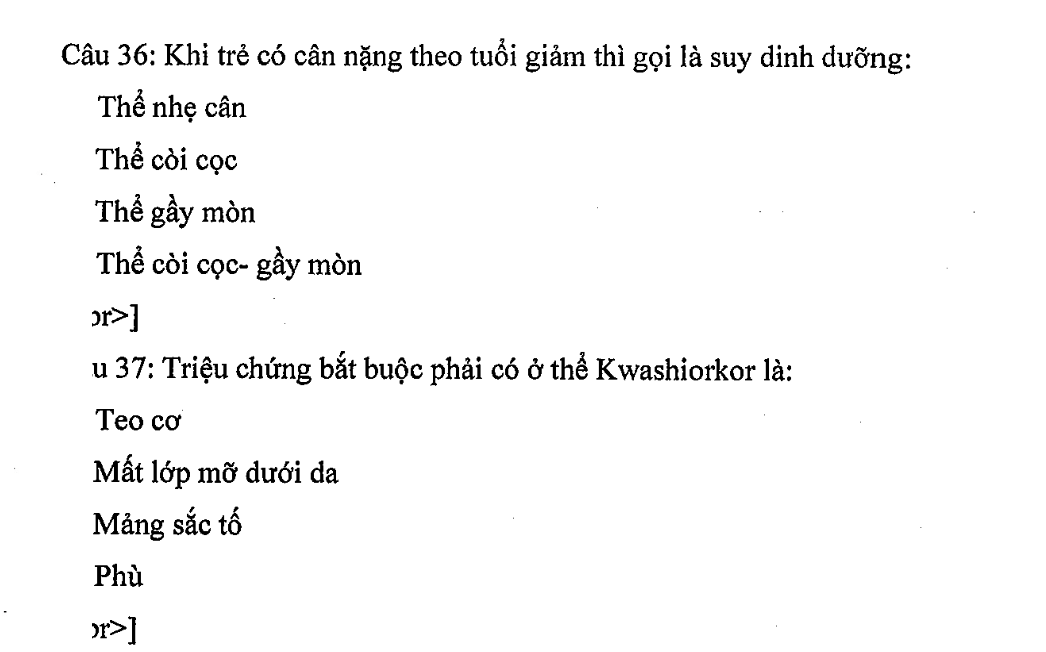 Câu 36: Khi trẻ có cân nặng theo tuổi giảm thì gọi là suy dinh dưỡng:
Thể nhẹ cân
Thể còi cọc
Thể gầy mòn
Thể còi cọc- gầy mòn
or>]
u 37: Triệu chứng bắt buộc phải có ở thể Kwashiorkor là:
Teo cơ
Mất lớp mỡ dưới da
Mảng sắc tố
Phù
or>]